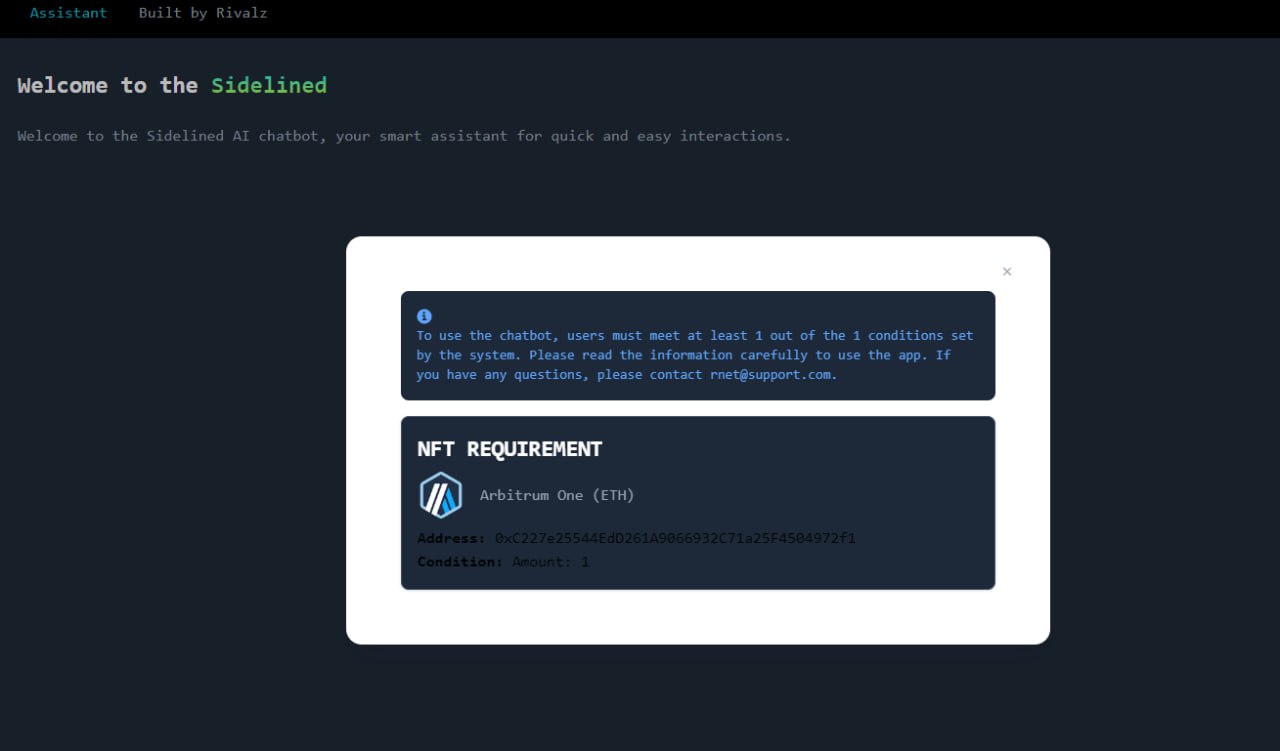 Assistant Built by Rivalz
Welcome to the Sidelined
Welcome to the Sidelined AI chatbot, your smart assistant for quick and easy interactions.
×
To use the chatbot, users must meet at least 1 out of the 1 conditions set
by the system. Please read the information carefully to use the app. If
you have any questions, please contact rnet@support.com.
NFT REQUIREMENT
Arbitrum One (ETH)
Address: 0xC227e25544EdD261A9066932C71a25F4504972f1
Condition: Amount: 1